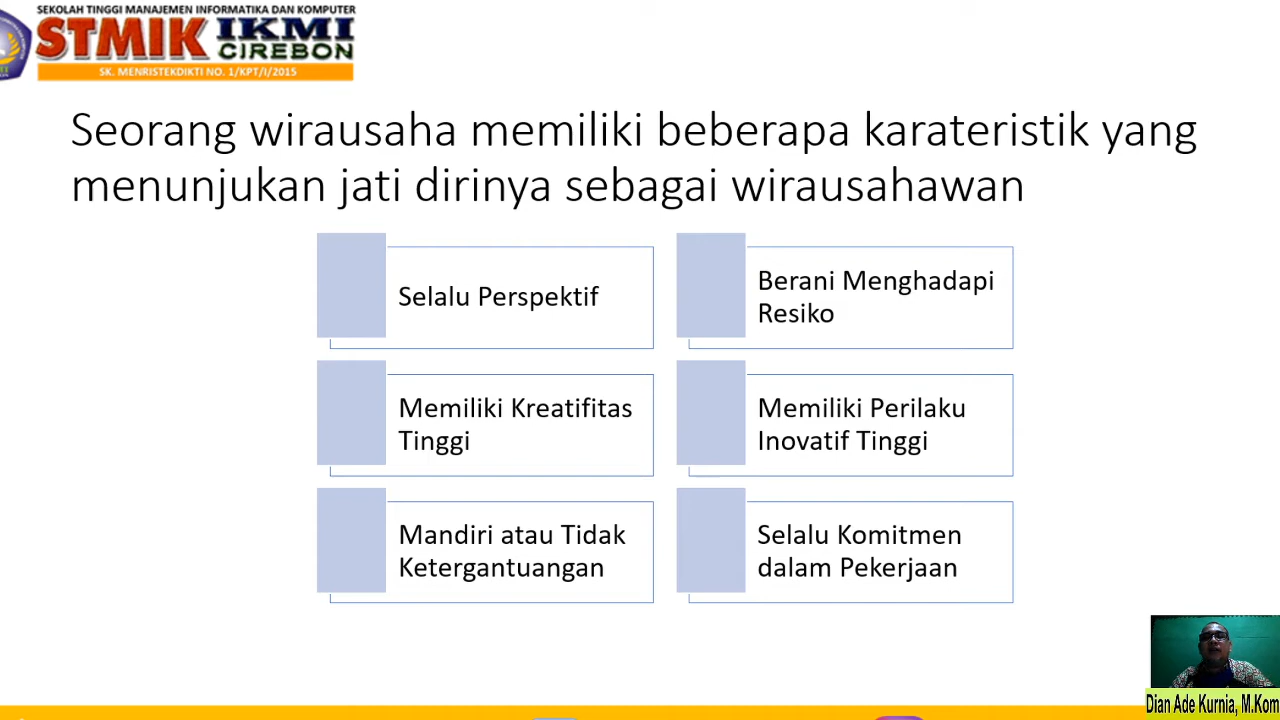 SEKOLAH TINGGI MANAJEMEN INFORMATIKA DAN KOMPUTER
STMIK IKMI
CIREBON
SK. MENRISTEKDIKTI NO. 1/KPT/I/2015
Seorang wirausaha memiliki beberapa karateristik yang
menunjukan jati dirinya sebagai wirausahawan
Selalu Perspektif
Berani Menghadapi
Resiko
Memiliki Kreatifitas
Tinggi
Memiliki Perilaku
Inovatif Tinggi
Mandiri atau Tidak
Ketergantuangan
Selalu Komitmen
dalam Pekerjaan
Dian Ade Kurnia, M.Kom